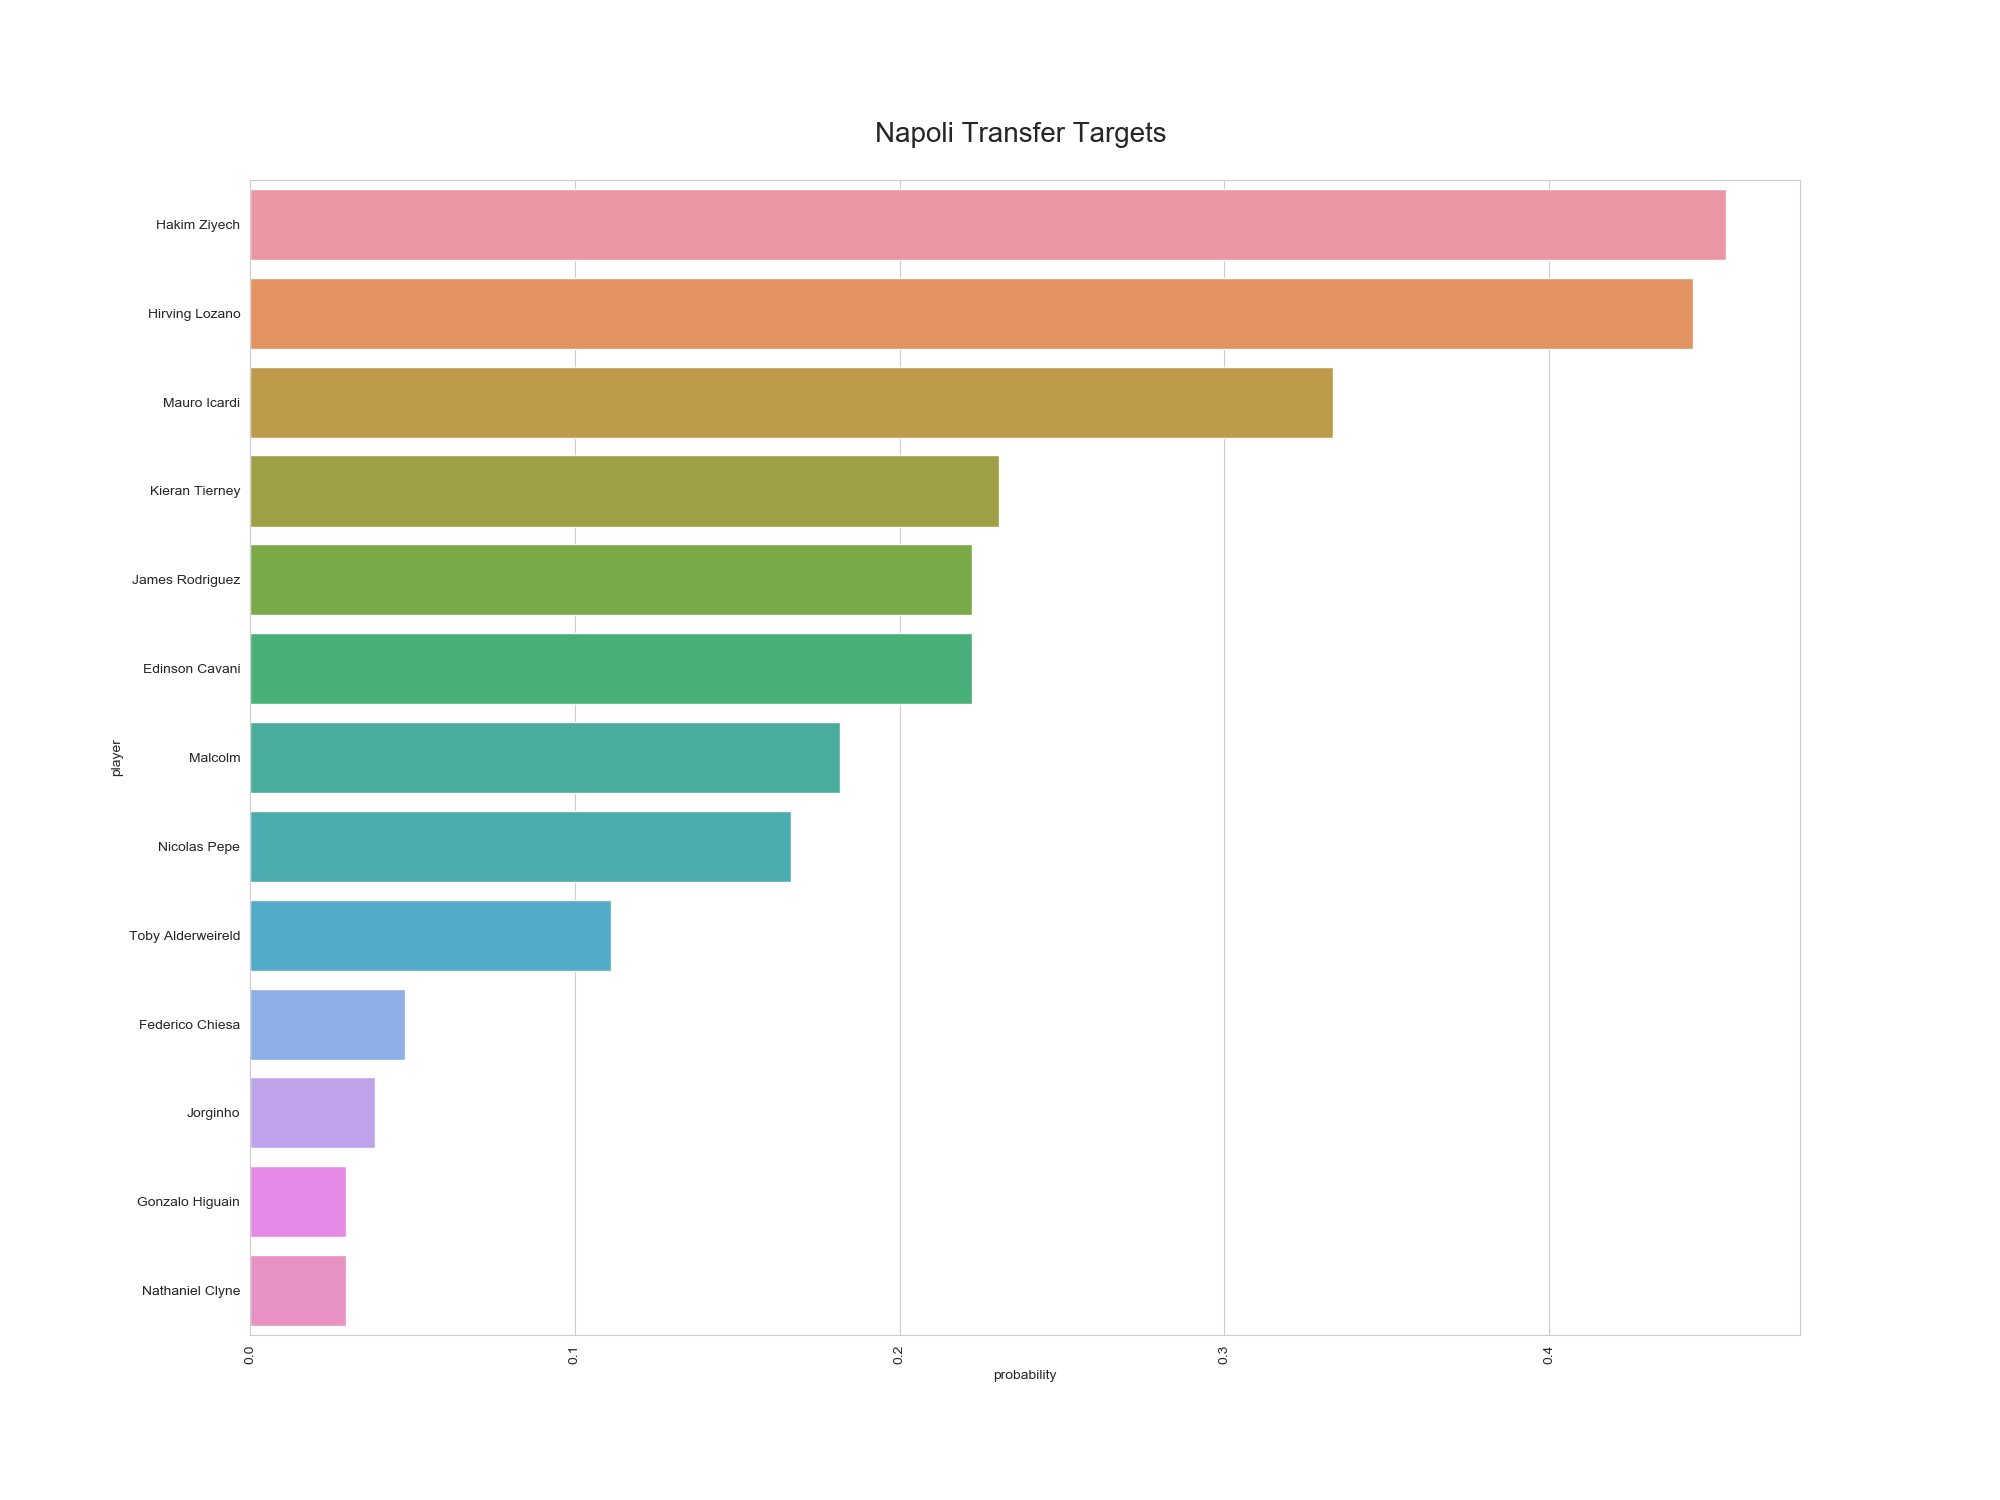 Napoli Transfer Targets
Hakim Ziyech
Hirving Lozano
Mauro Icardi
Kieran Tierney
James Rodriguez
Edinson Cavani
Malcolm
Nicolas Pepe
Toby Alderweireld
Federico Chiesa
Jorginho
Gonzalo Higuain
Nathaniel Clyne
player
0.0
0.1
0.2
0.3
0.4
probability